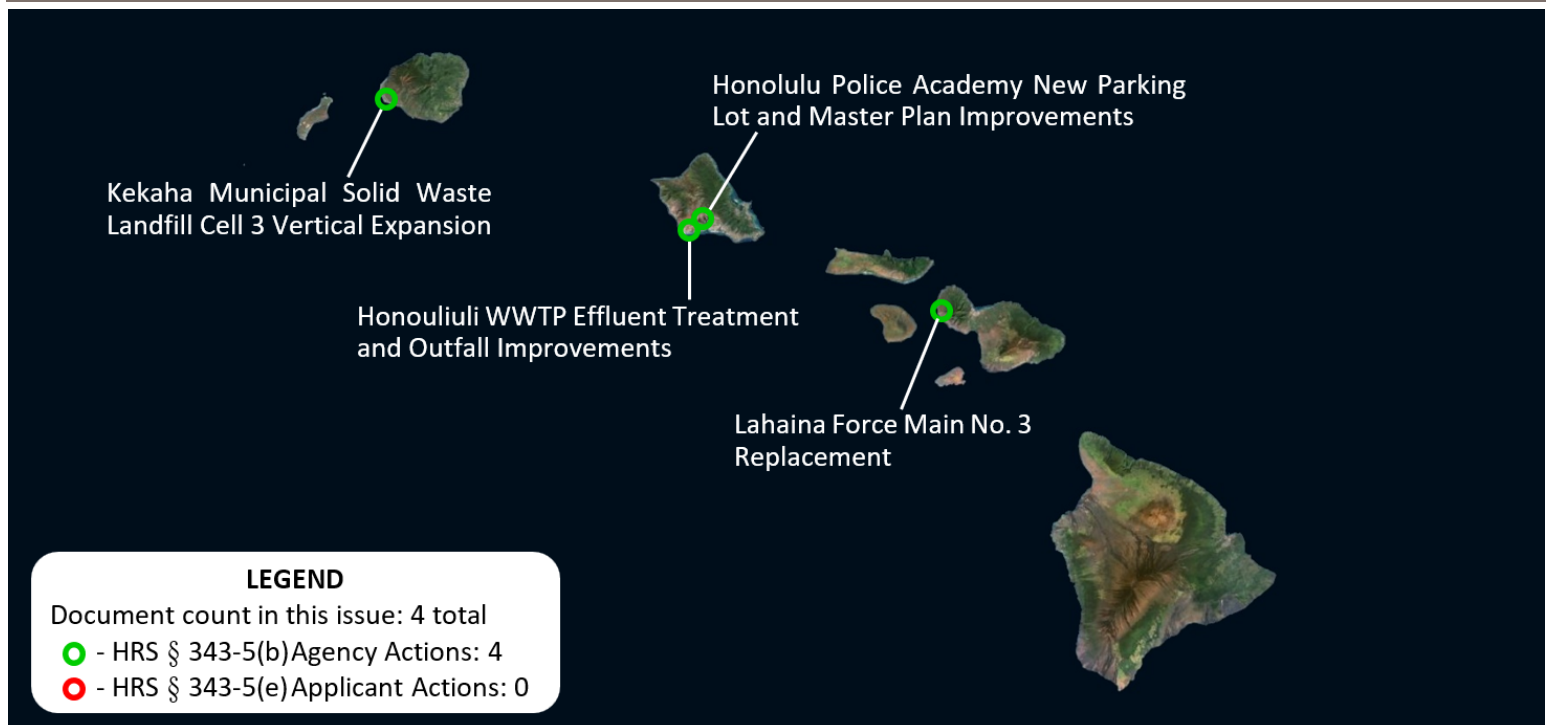 Honolulu Police Academy New Parking
Lot and Master Plan Improvements
Kekaha Municipal Solid Waste
Landfill Cell 3 Vertical Expansion
Honouliuli WWTP Effluent Treatment
and Outfall Improvements
Lahaina Force Main No. 3
Replacement
LEGEND
Document count in this issue: 4 total
- HRS § 343-5(b) Agency Actions: 4
- HRS § 343-5(e) Applicant Actions: 0